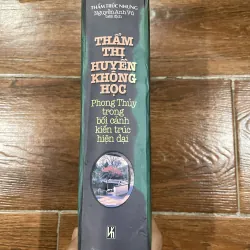 THẨM TRÚC NHƯNG
Nguyễn Anh Vũ
THẨM
THỊ
HUYỀN
KHÔNG
HỌC
Phong Thủy
trong
bối cảnh
kiến trúc
hiện đại